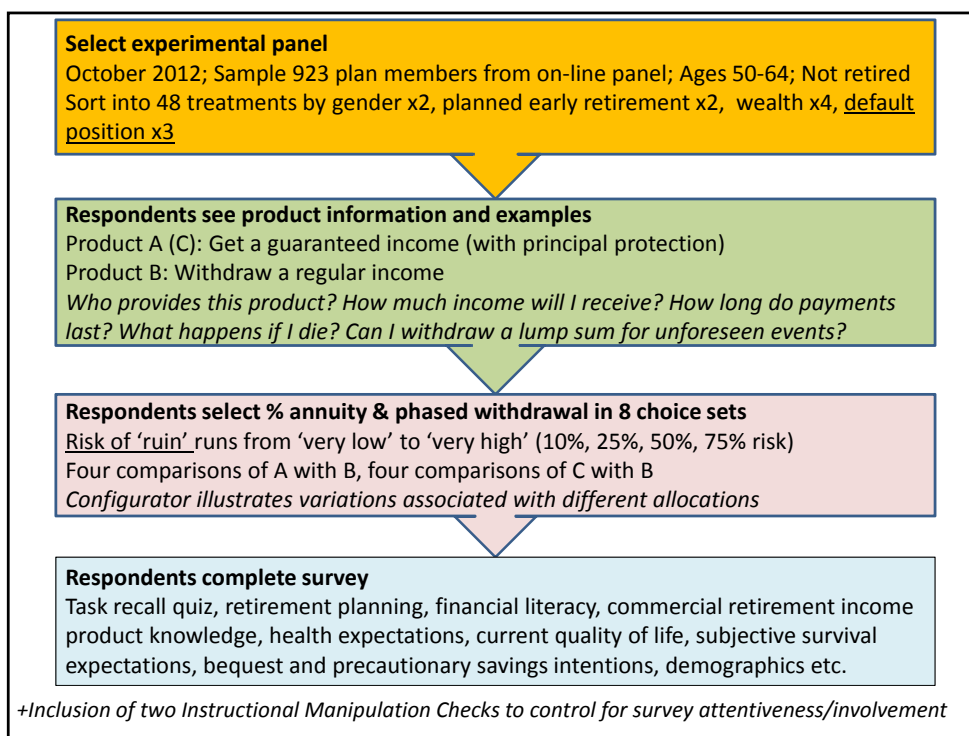 Select experimental panel
October 2012; Sample 923 plan members from on-line panel; Ages 50-64; Not retired
Sort into 48 treatments by gender x2, planned early retirement x2, wealth x4, default
position x3
Respondents see product information and examples
Product A (C): Get a guaranteed income (with principal protection)
Product B: Withdraw a regular income
Who provides this product? How much income will I receive? How long do payments
last? What happens if I die? Can I withdraw a lump sum for unforeseen events?
Respondents select % annuity & phased withdrawal in 8 choice sets
Risk of ‘ruin’ runs from ‘very low’ to ‘very high’ (10%, 25%, 50%, 75% risk)
Four comparisons of A with B, four comparisons of C with B
Configurator illustrates variations associated with different allocations
Respondents complete survey
Task recall quiz, retirement planning, financial literacy, commercial retirement income
product knowledge, health expectations, current quality of life, subjective survival
expectations, bequest and precautionary savings intentions, demographics etc.
+Inclusion of two Instructional Manipulation Checks to control for survey attentiveness/involvement